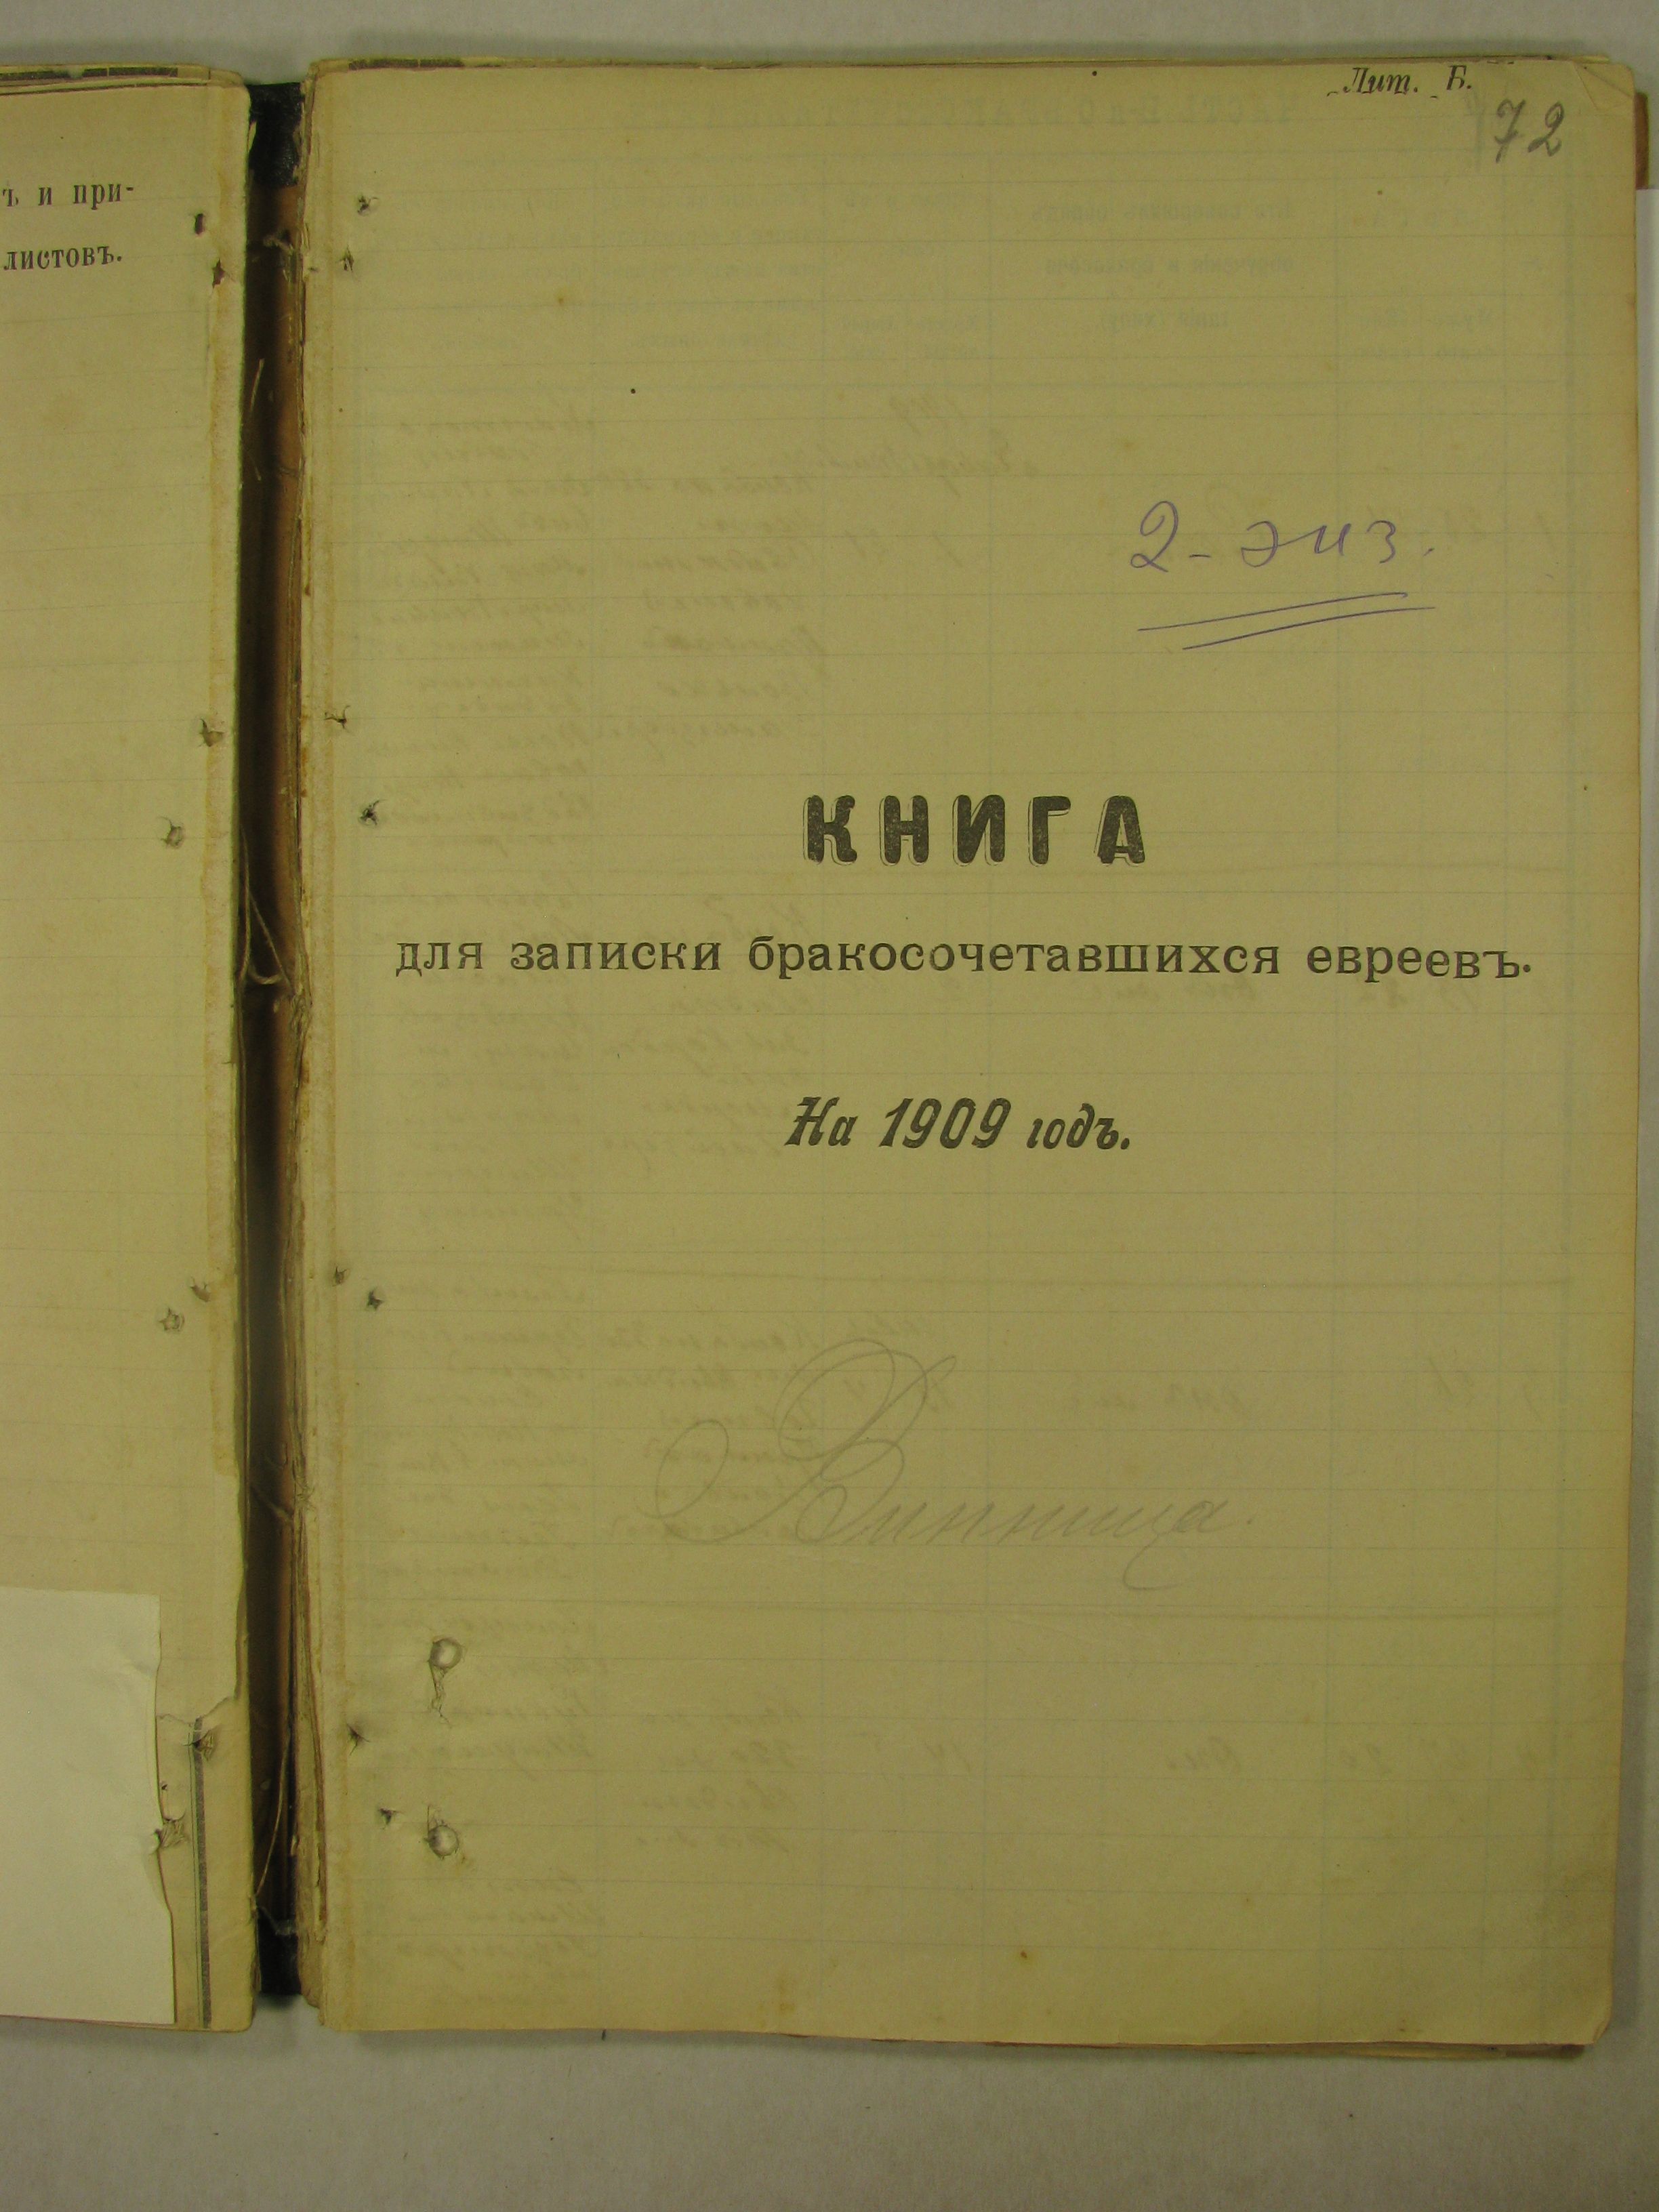 ъ и при-
листовъ.
Лит. Б.
72
2-экз.
КНИГА
для записки бракосочетавшихся евреевъ.
На 1909 годъ.
Винница.